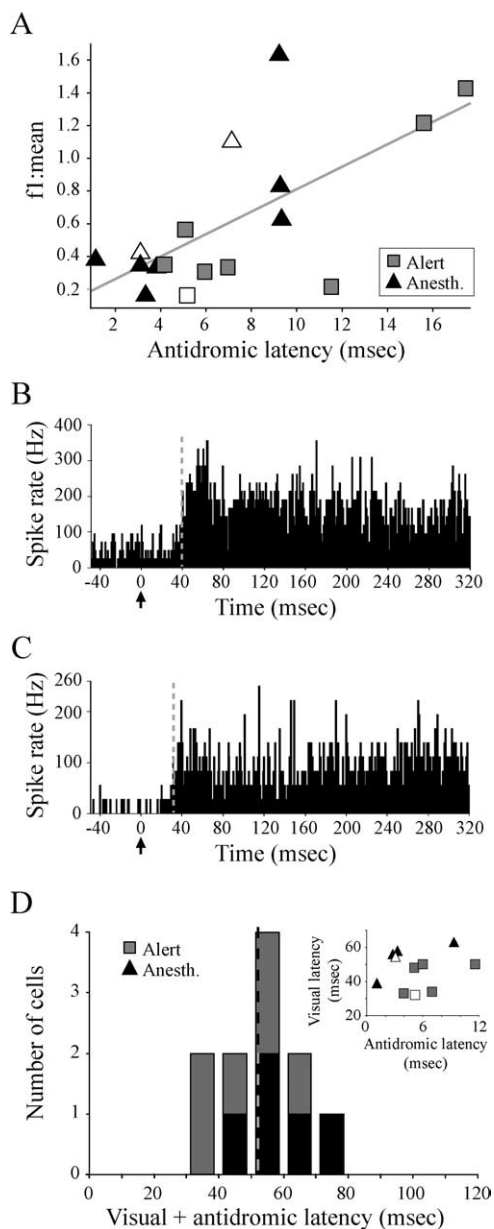 A
f1:mean
1.6
1.4
1.2
1.0
0.8
0.6
0.4
0.2
Alert
Anesth.
2 4 6 8 10 12 14 16
Antidromic latency (msec)
B
Spike rate (Hz)
400
300
200
100
0
-40 0 40 80 120 160 200 240 280 320
Time (msec)
C
Spike rate (Hz)
260
200
100
0
-40 0 40 80 120 160 200 240 280 320
Time (msec)
D
Number of cells
4
3
2
1
0
Alert
Anesth.
Visual latency
(msec)
60
40
20
0 6 12
Antidromic latency
(msec)
0 20 40 60 80 100 120
Visual + antidromic latency (msec)